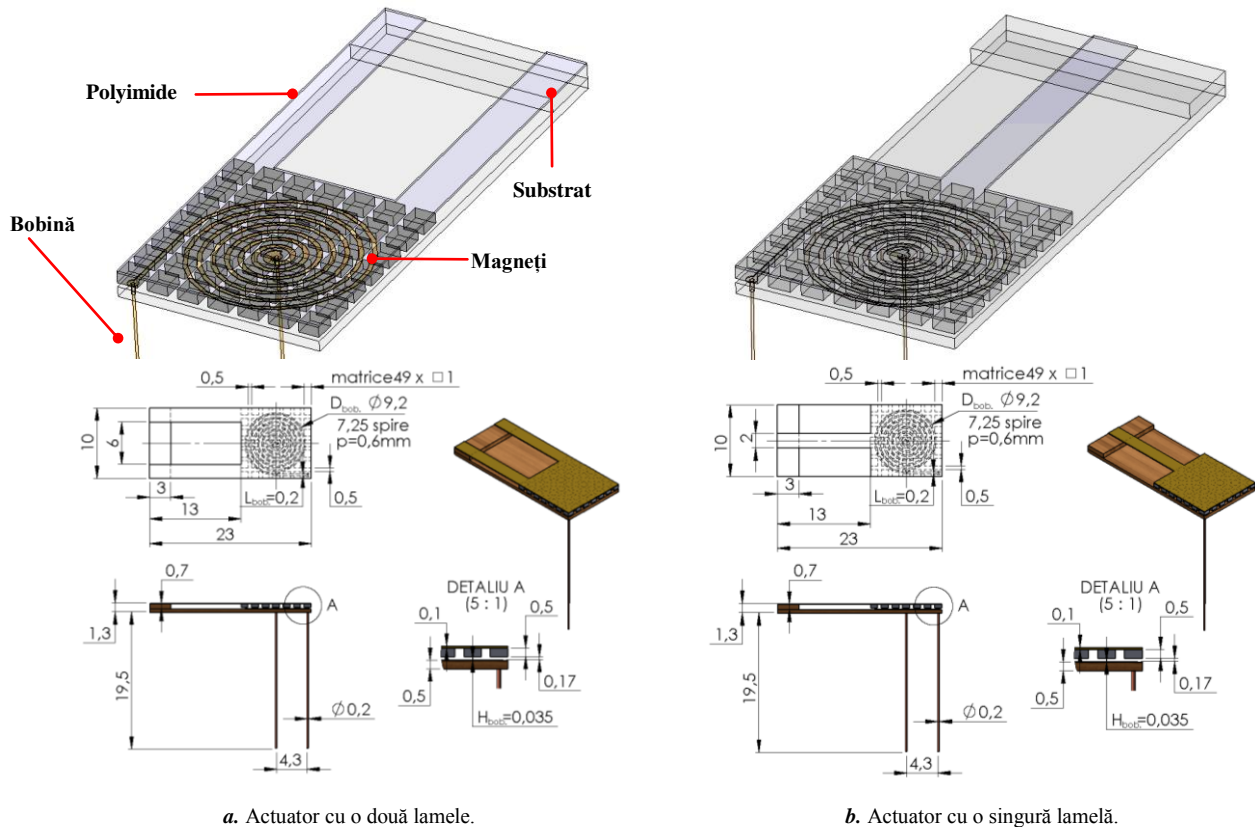 Polyimide
Substrat
Bobină
Magneți
0,5
matrice49 x □ 1
D bob. Ø9,2
7,25 spire
p=0,6mm
10
6
3
L bob.=0,2
0,5
13
23
0,7
1,3
A
19,5
Ø0,2
4,3
DETALIU A
(5 : 1)
0,1
0,5
0,5
0,17
H bob.=0,035
0,5
matrice49 x □ 1
D bob. Ø9,2
7,25 spire
p=0,6mm
10
2
3
L bob.=0,2
0,5
13
23
0,7
1,3
A
19,5
Ø0,2
4,3
DETALIU A
(5 : 1)
0,1
0,5
0,5
0,17
H bob.=0,035
a. Actuator cu o două lamele.
b. Actuator cu o singură lamelă.